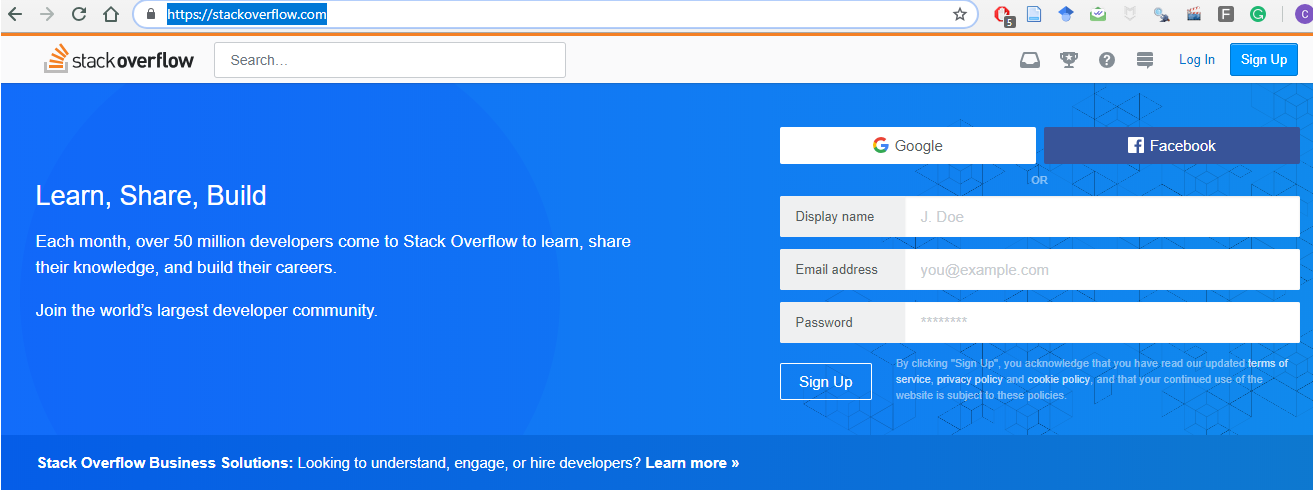 https://stackoverflow.com
5
F
G
C
stackoverflow
Search…
?
Log In
Sign Up
G Google
f Facebook
OR
Learn, Share, Build
Each month, over 50 million developers come to Stack Overflow to learn, share
their knowledge, and build their careers.
Join the world’s largest developer community.
Display name
J. Doe
Email address
you@example.com
Password
********
Sign Up
By clicking "Sign Up", you acknowledge that you have read our updated terms of
service, privacy policy and cookie policy, and that your continued use of the
website is subject to these policies.
Stack Overflow Business Solutions: Looking to understand, engage, or hire developers? Learn more »